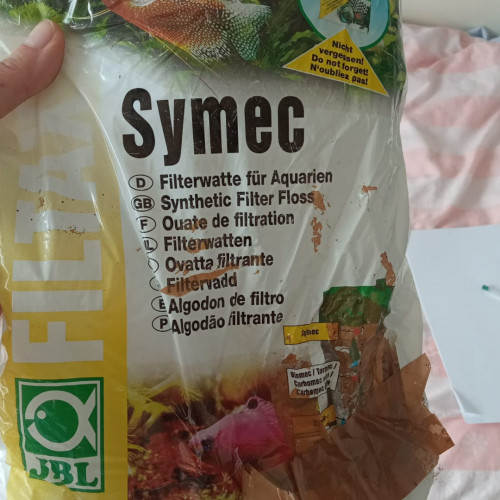 Nicht
vergessen!
Do not forget!
N'oubliez pas!
Symec
D Filterwatte für Aquarien
GB Synthetic Filter Floss
F Ouate de filtration
Filterwatten
Ovatta filtrante
Filtervadd
E Algodon de filtro
P Algodão filtrante
Symec
JBL